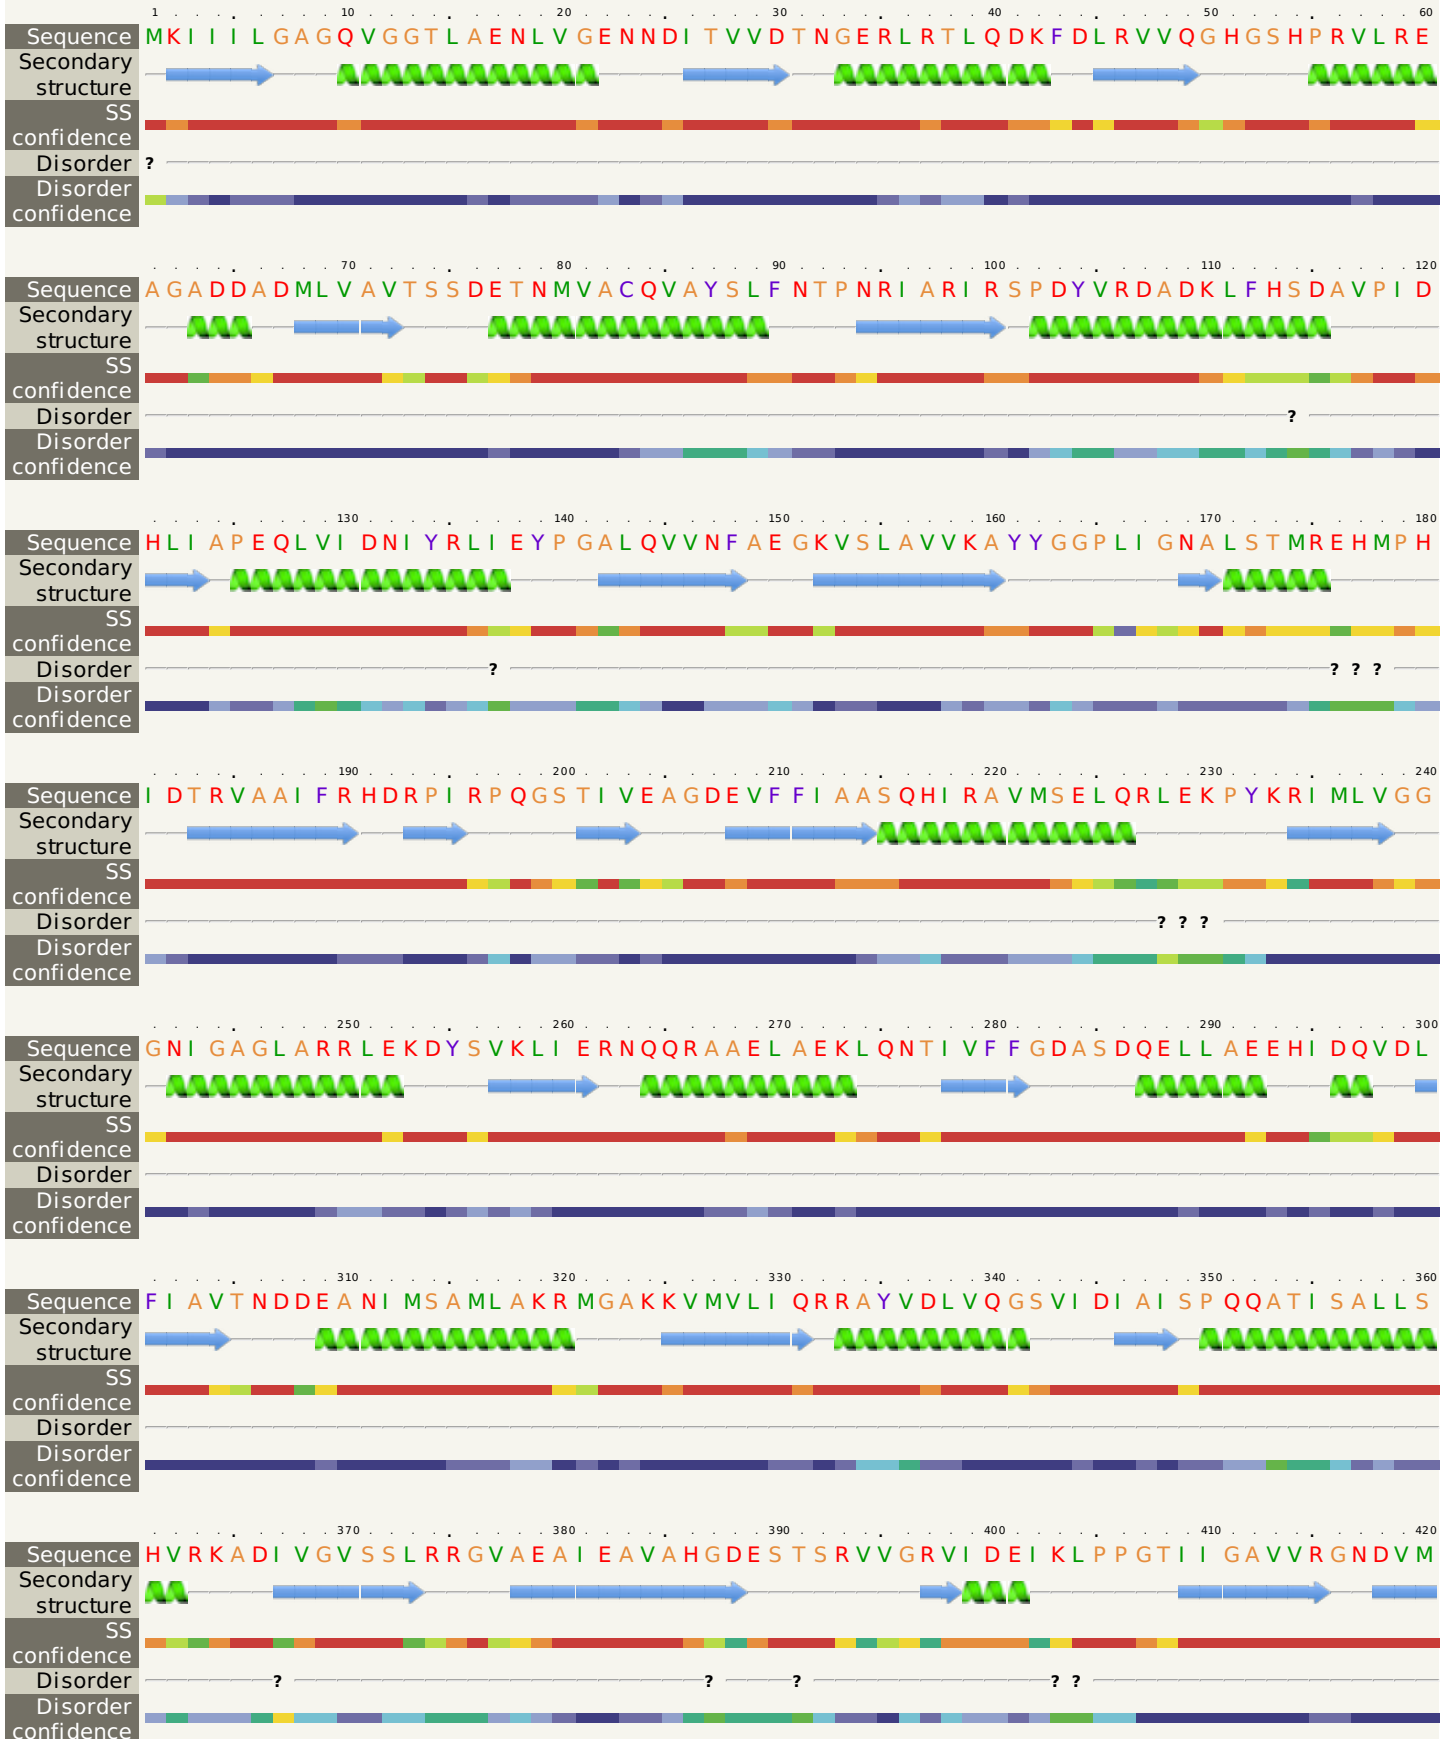 1 10 20 30 40 50 60
Sequence MKIIILGAGQVGGTLAENLVGENNDITVVDTNGERLRTLQDKFDLRVVQGHGSHPRVLRE
Secondary
structure
SS
confidence
Disorder ?
Disorder
confidence
70 80 90 100 110 120
Sequence AGADDADMLVAVTSSDETNMVACQVAYSLFNTPNRIARIRSPDYVRDADKLFHSDAVPID
Secondary
structure
SS
confidence
Disorder ?
Disorder
confidence
130 140 150 160 170 180
Sequence HLIAPEQLVIDNIYRLIEYPGALQVVNFAEGKVSLAVVKAYYGGPLIGNALSTMREHMPH
Secondary
structure
SS
confidence
Disorder ? ? ? ?
Disorder
confidence
190 200 210 220 230 240
Sequence IDTRVAAIFRHDRPIRPQGSTIVEAGDEVFFIAASQHIRAVMSELQRLEKPYKRIMLVGG
Secondary
structure
SS
confidence
Disorder ? ? ?
Disorder
confidence
250 260 270 280 290 300
Sequence GNIGAGLARRLEKDYSVKLIERNQQRAAELAEKLQNTIVFFGDASDQELLAEEHIDQVDL
Secondary
structure
SS
confidence
Disorder
Disorder
confidence
310 320 330 340 350 360
Sequence FIAVTNDDEANIMSAMLAKRMGAKKVMVLIQRRAYVDLVQGSVIDIAISPQQATISALLS
Secondary
structure
SS
confidence
Disorder
Disorder
confidence
370 380 390 400 410 420
Sequence HVRKADIVGVSSLRRGVAEAIEAVAHGDESTSRVVGRVIDEIKLPPGTIIGAVVRGNDVM
Secondary
structure
SS
confidence
Disorder ? ? ? ? ?
Disorder
confidence